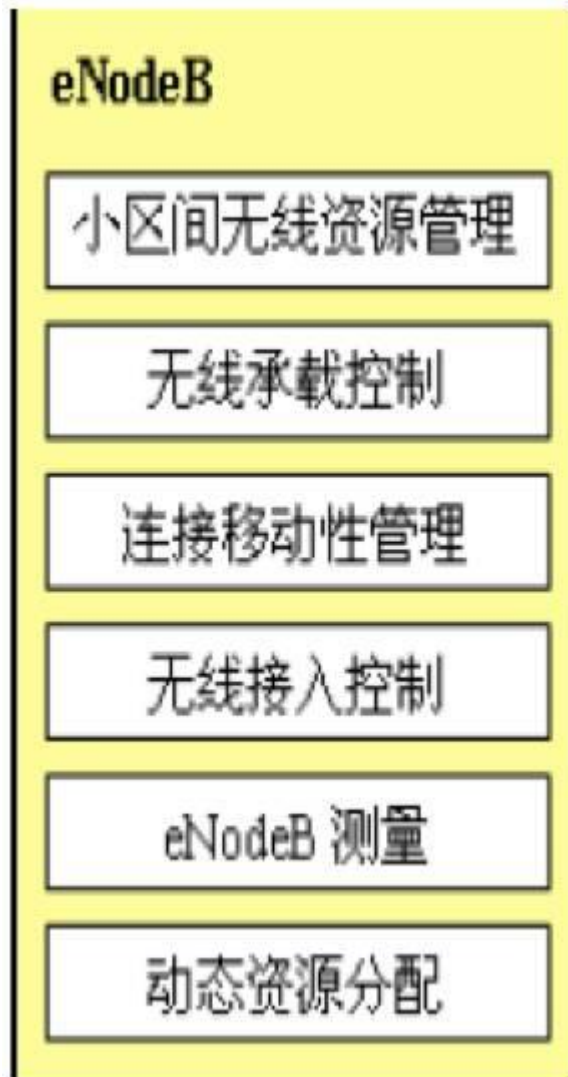 eNodeB
小区间无线资源管理
无线承载控制
连接移动性管理
无线接入控制
eNodeB 测量
动态资源分配